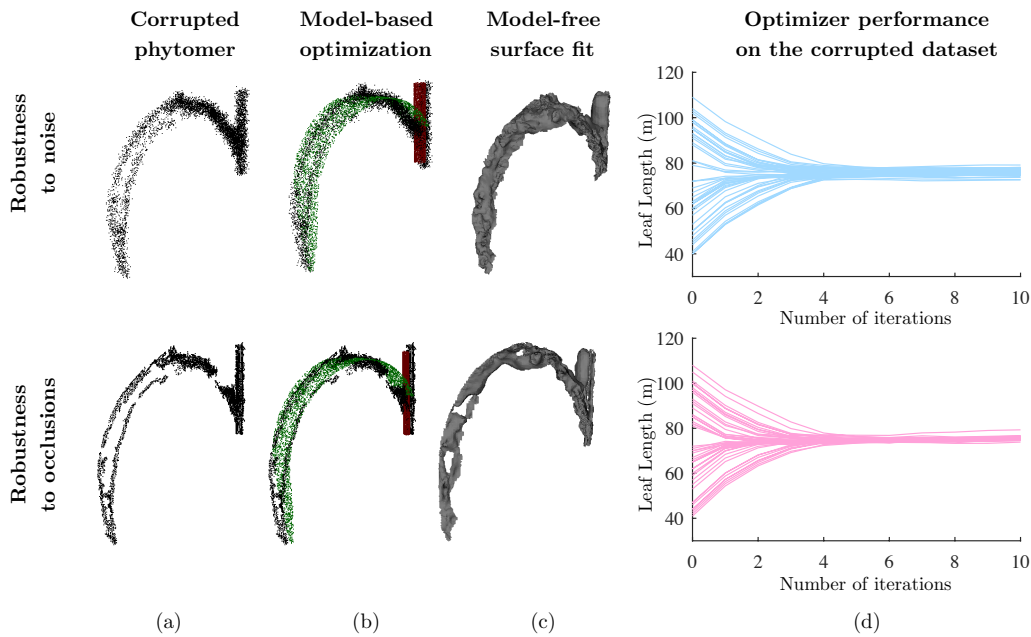 Corrupted
phytomer
Model-based
optimization
Model-free
surface fit
Optimizer performance
on the corrupted dataset
Robustness
to noise
120
100
80
60
40
Leaf Length (m)
0 2 4 6 8 10
Number of iterations
Robustness
to occlusions
120
100
80
60
40
Leaf Length (m)
0 2 4 6 8 10
Number of iterations
(a) (b) (c) (d)